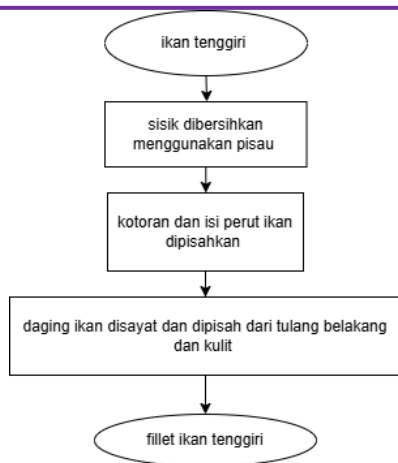 ikan tenggiri
sisik dibersihkan
menggunakan pisau
kotoran dan isi perut ikan
dipisahkan
daging ikan disayat dan dipisah dari tulang belakang
dan kulit
fillet ikan tenggiri